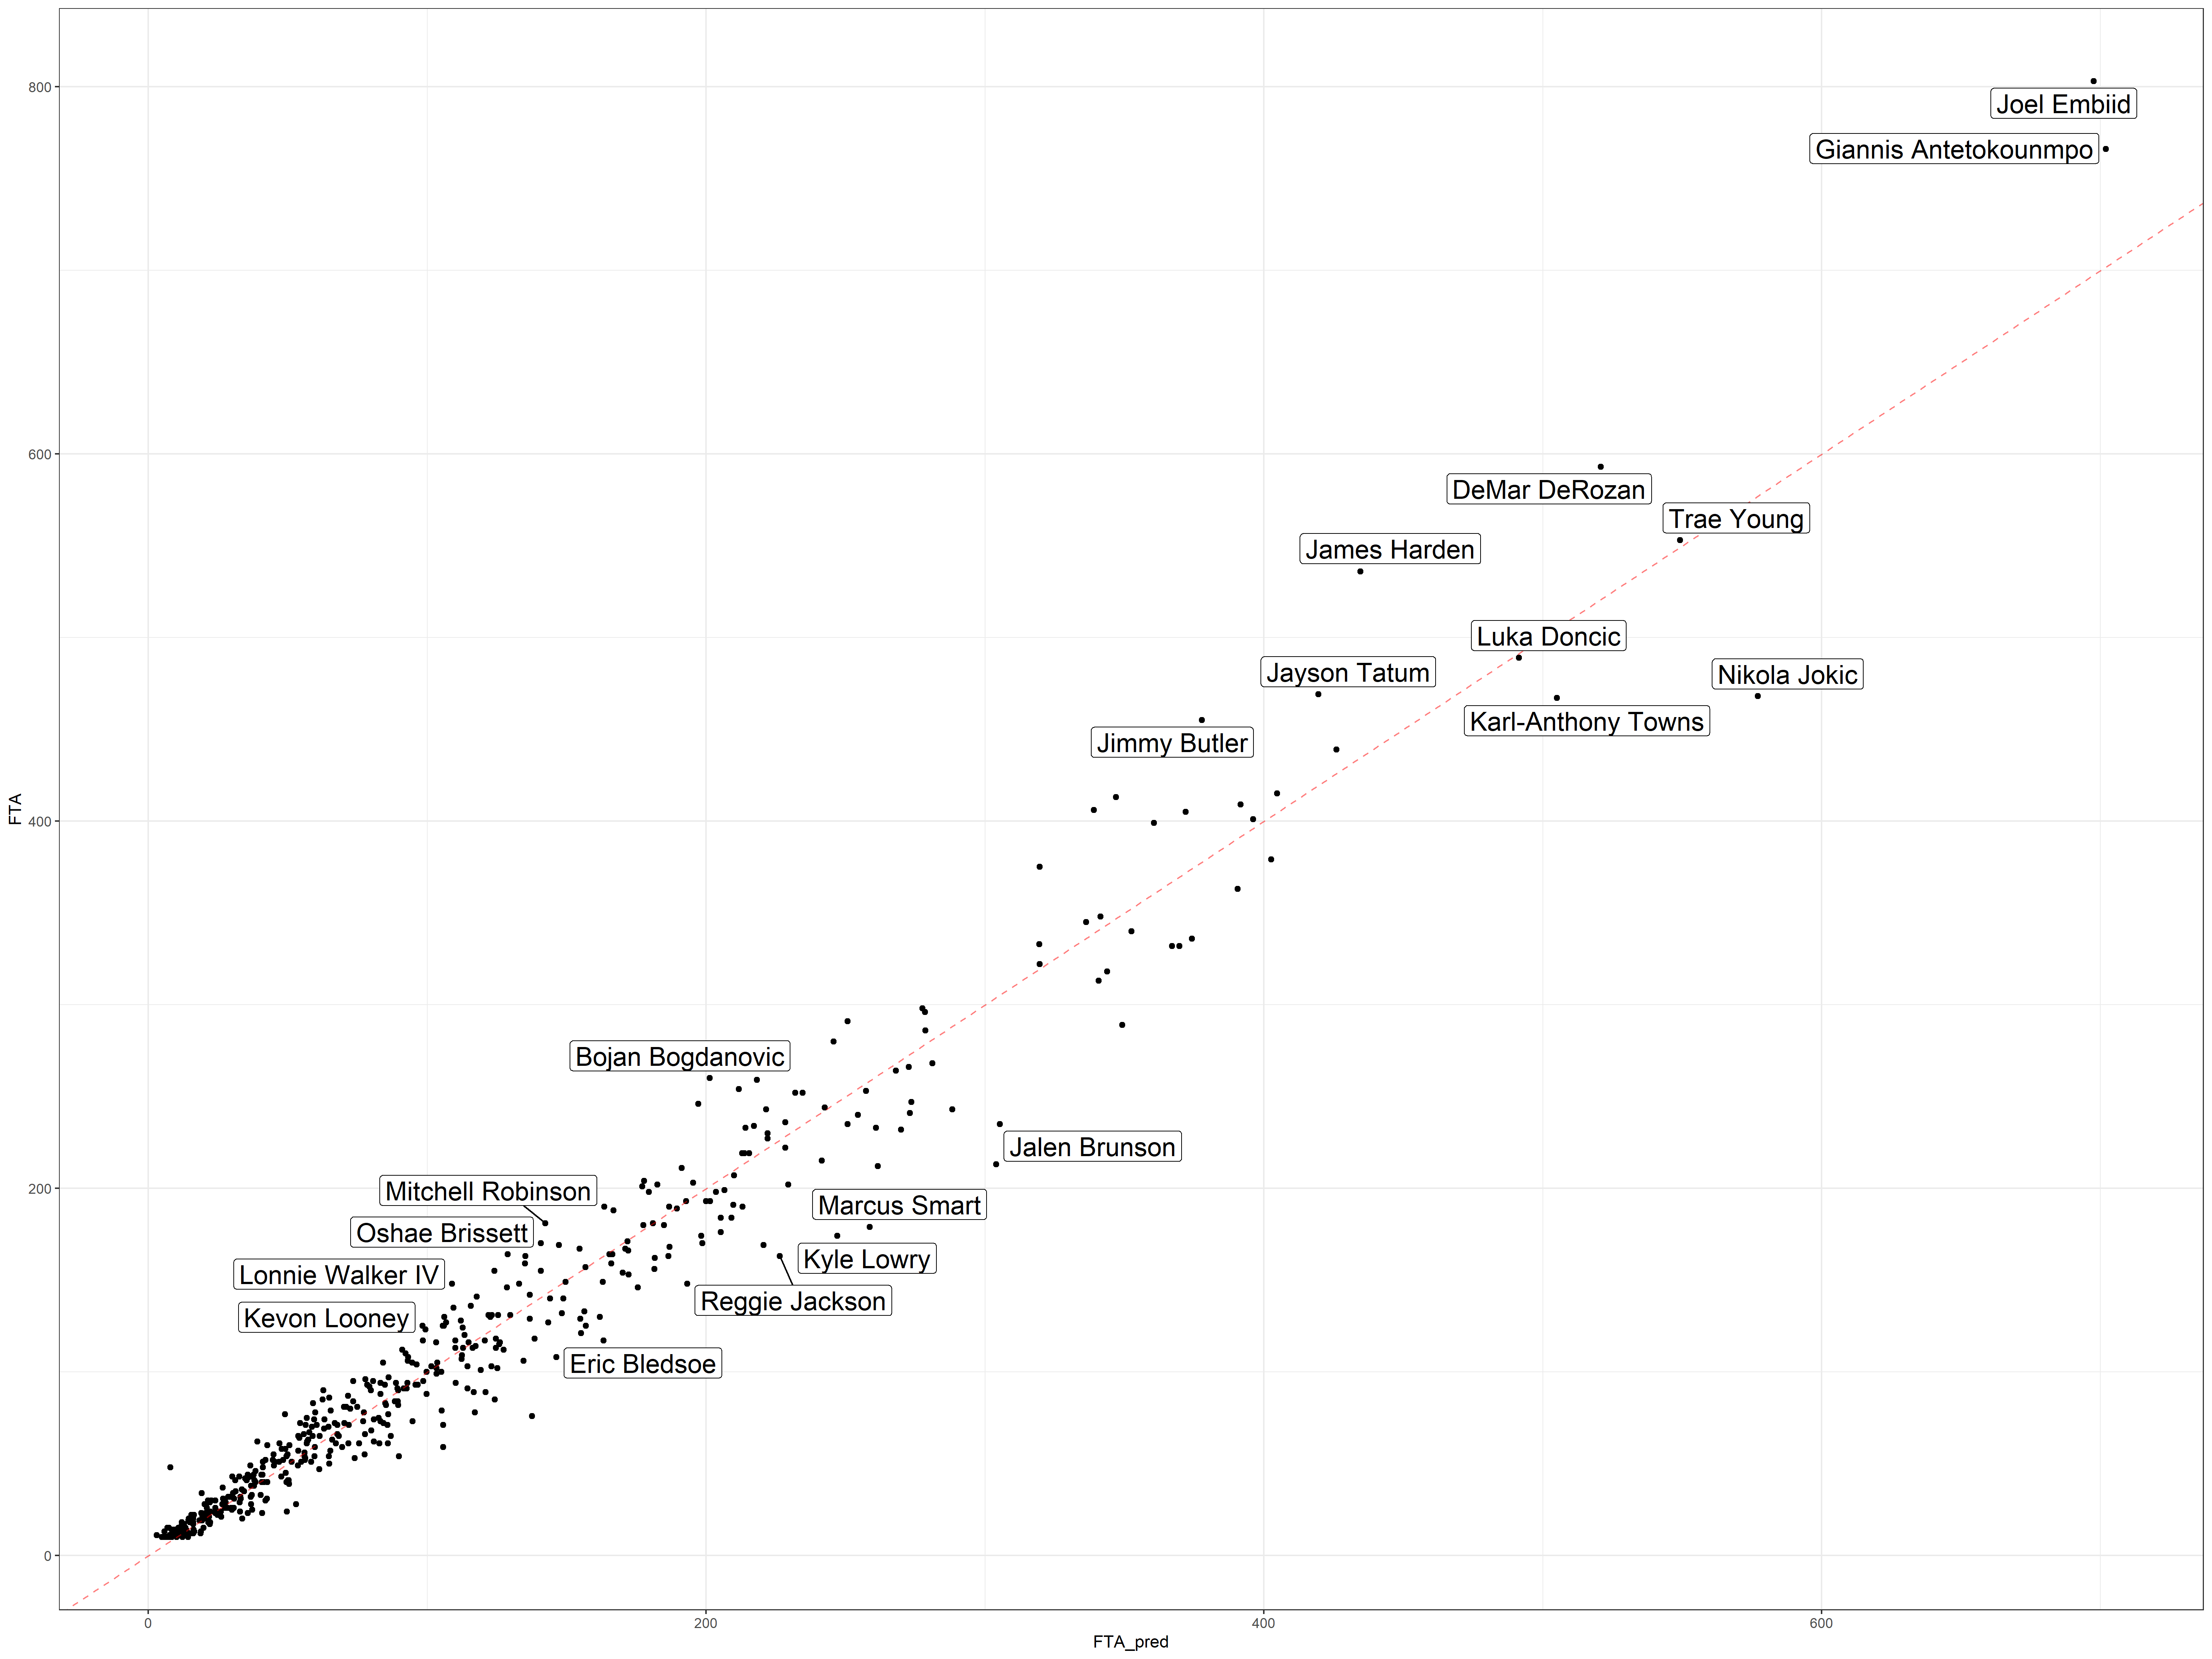 800
Joel Embiid
Giannis Antetokounmpo
600
DeMar DeRozan
Trae Young
James Harden
Luka Doncic
Jayson Tatum
Nikola Jokic
Karl-Anthony Towns
Jimmy Butler
FTA
400
Bojan Bogdanovic
Jalen Brunson
200
Mitchell Robinson
Marcus Smart
Oshae Brissett
Kyle Lowry
Lonnie Walker IV
Reggie Jackson
Kevon Looney
Eric Bledsoe
0
0
200
400
600
FTA_pred